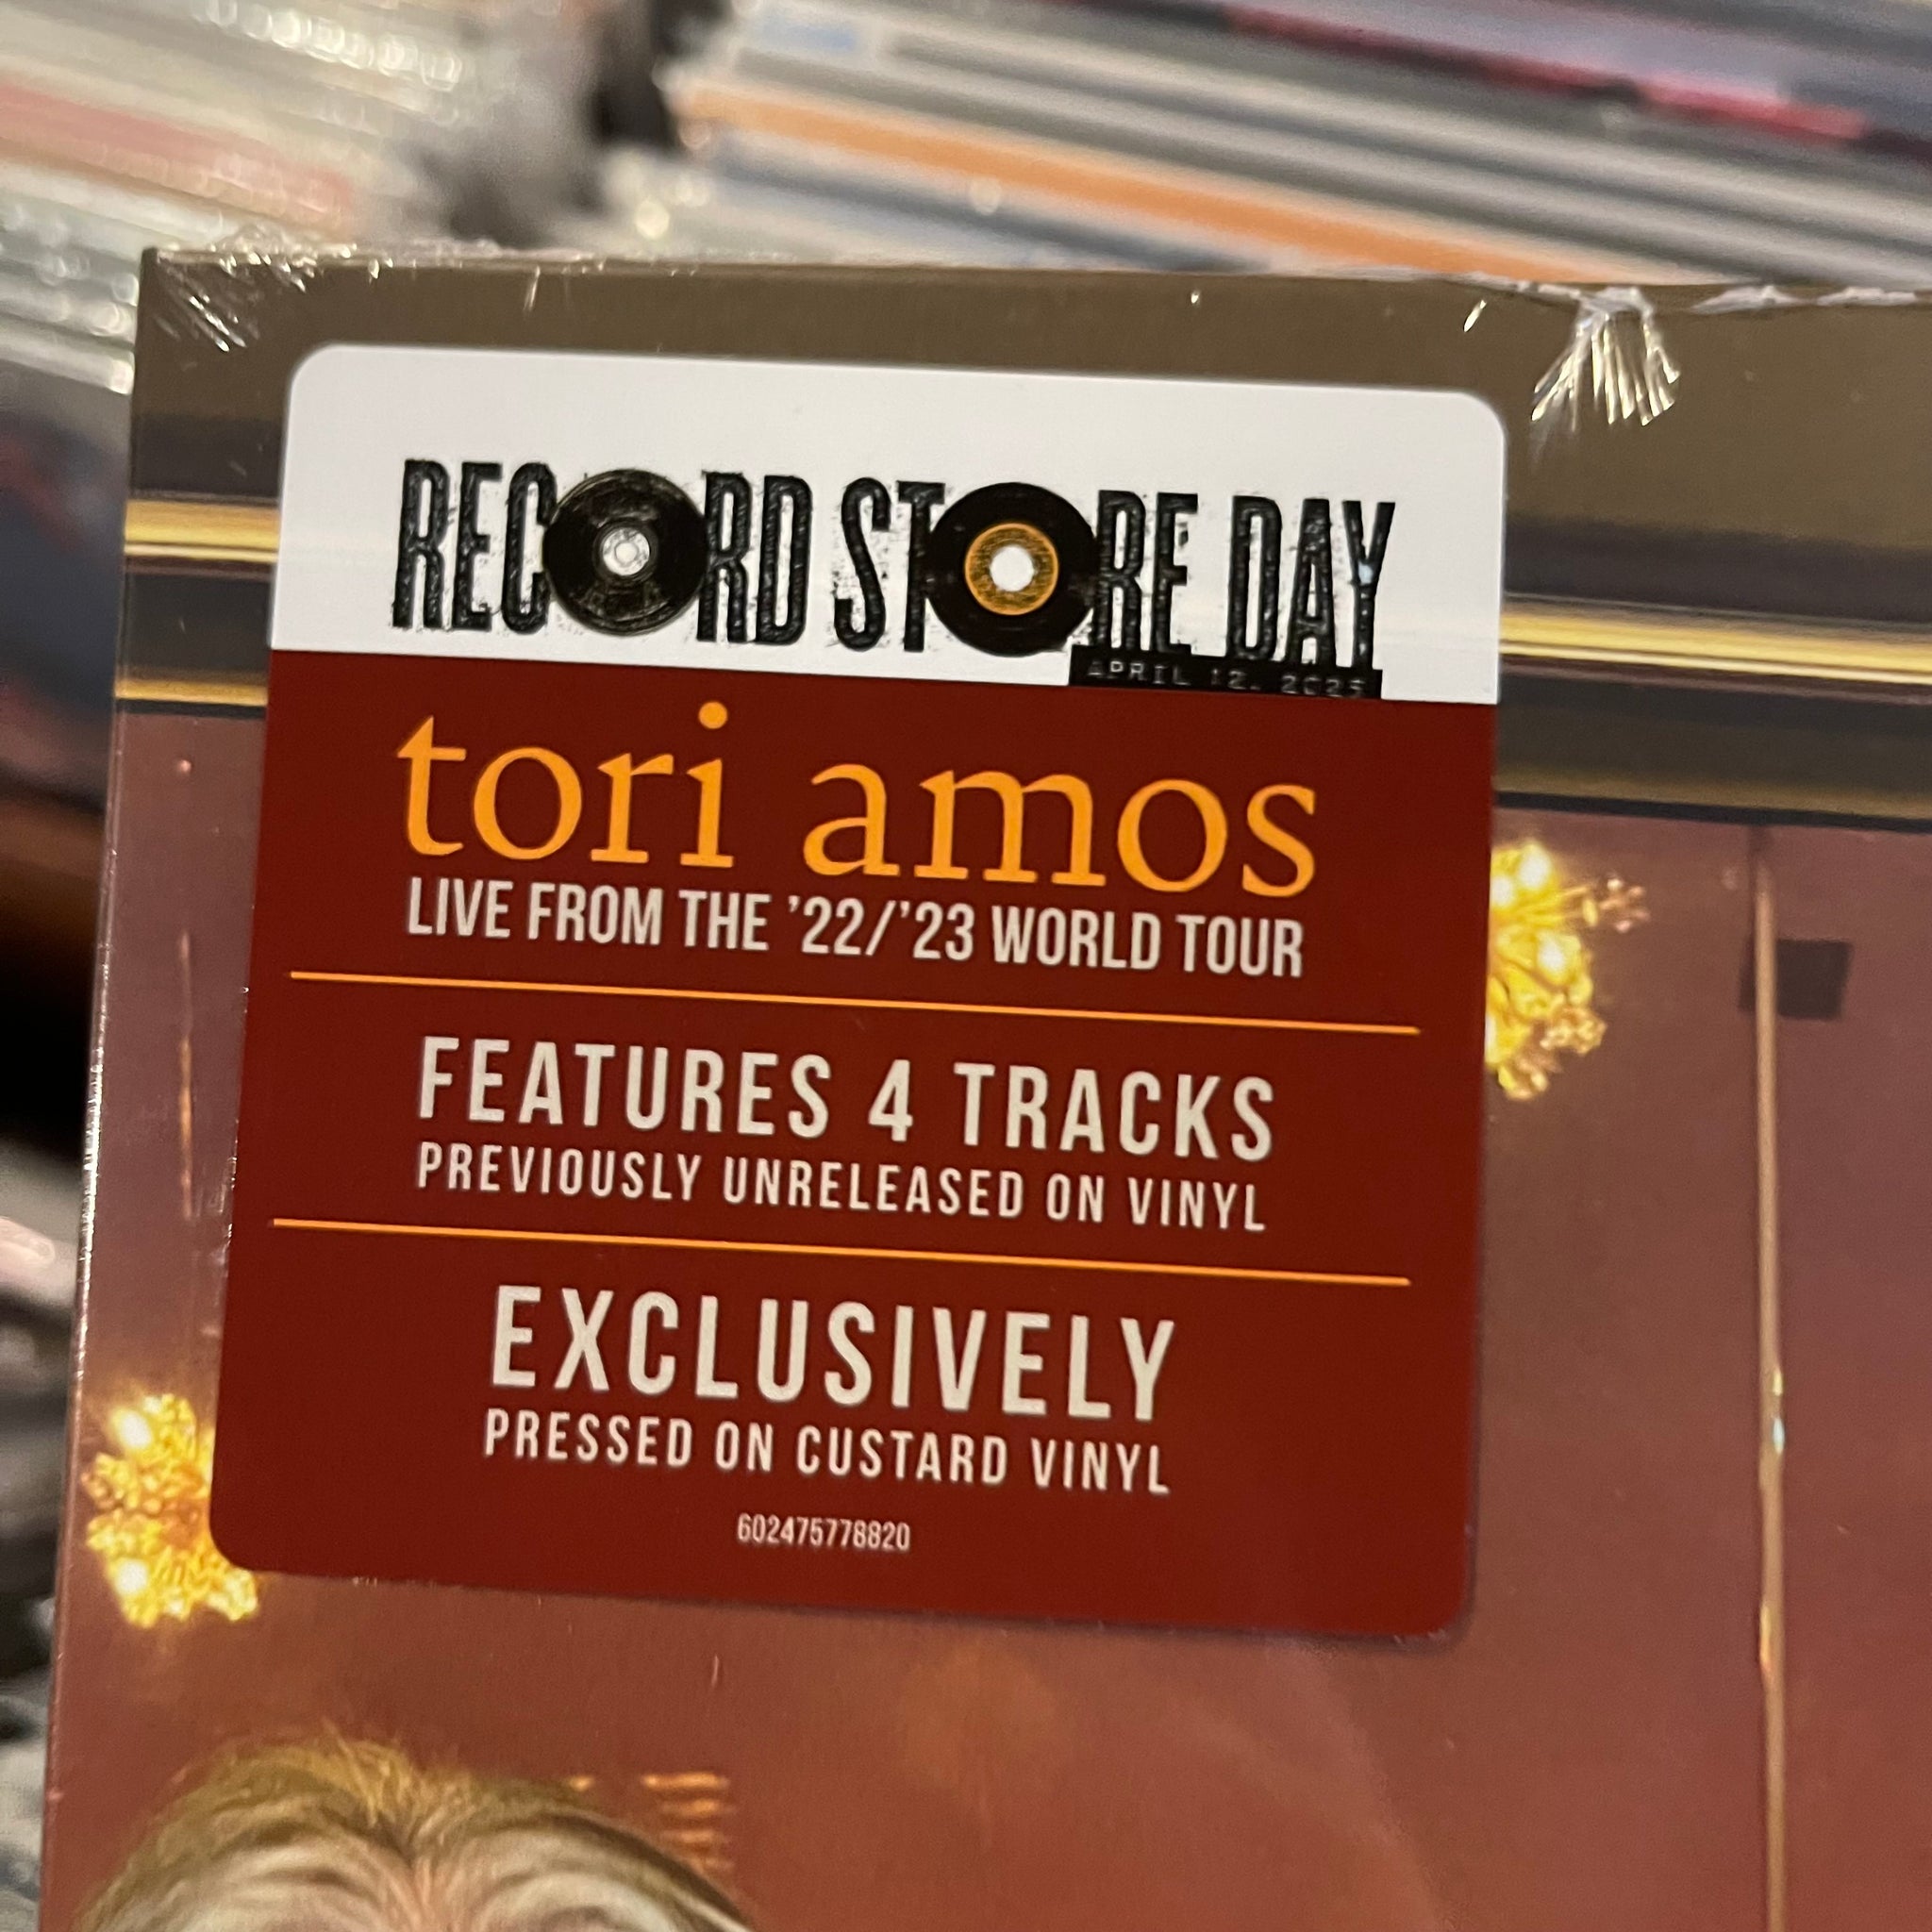 RECORD STORE DAY
APRIL 12, 2025
tori amos
LIVE FROM THE '22/'23 WORLD TOUR
FEATURES 4 TRACKS
PREVIOUSLY UNRELEASED ON VINYL
EXCLUSIVELY
PRESSED ON CUSTARD VINYL
602475778820